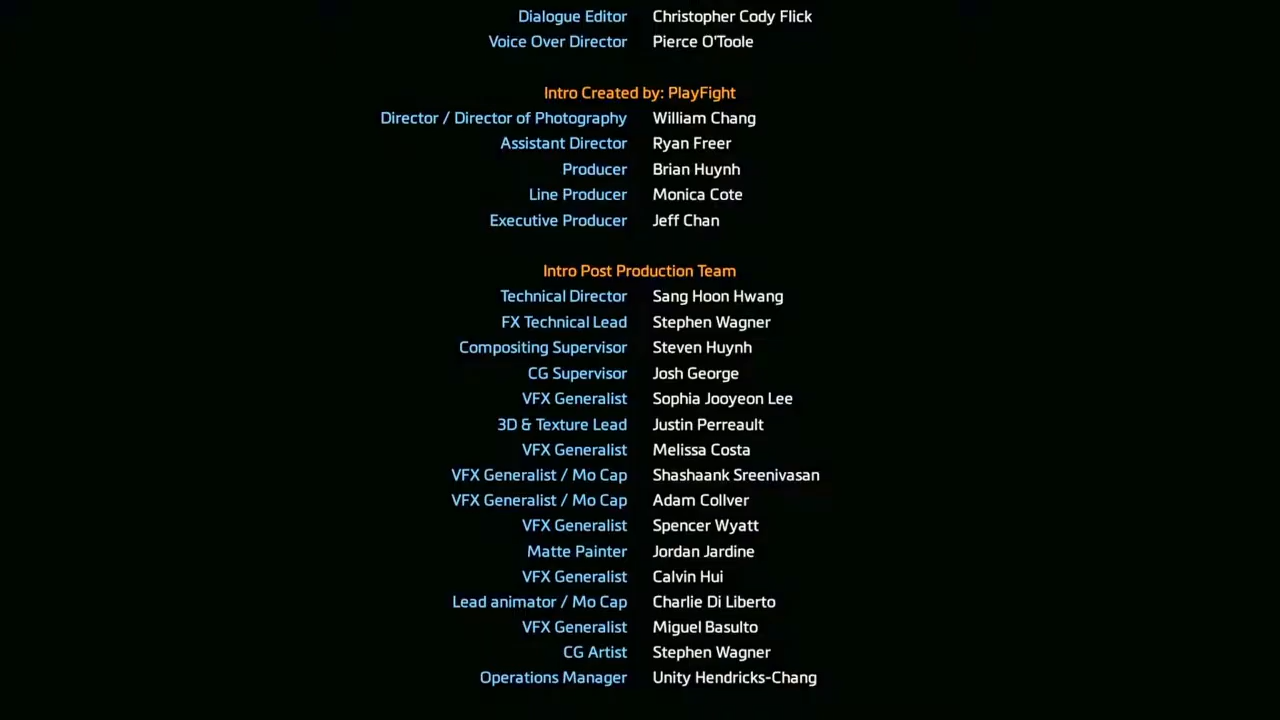 Dialogue Editor Christopher Cody Flick
Voice Over Director Pierce O'Toole
Intro Created by: PlayFight
Director / Director of Photography William Chang
Assistant Director Ryan Freer
Producer Brian Huynh
Line Producer Monica Cote
Executive Producer Jeff Chan
Intro Post Production Team
Technical Director Sang Hoon Hwang
FX Technical Lead Stephen Wagner
Compositing Supervisor Steven Huynh
CG Supervisor Josh George
VFX Generalist Sophia Jooyeon Lee
3D & Texture Lead Justin Perreault
VFX Generalist Melissa Costa
VFX Generalist / Mo Cap Shashaank Sreenivasan
VFX Generalist / Mo Cap Adam Collver
VFX Generalist Spencer Wyatt
Matte Painter Jordan Jardine
VFX Generalist Calvin Hui
Lead animator / Mo Cap Charlie Di Liberto
VFX Generalist Miguel Basulto
CG Artist Stephen Wagner
Operations Manager Unity Hendricks-Chang